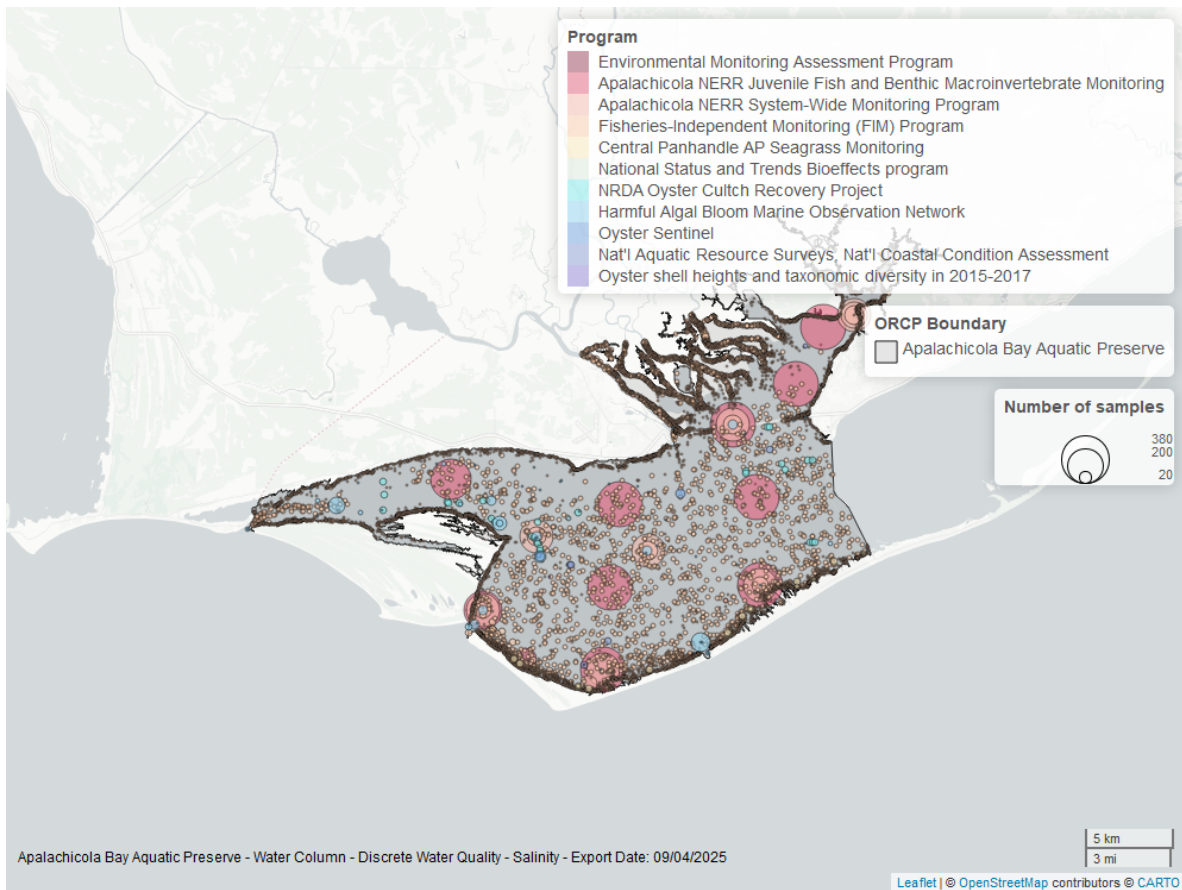 Program
Environmental Monitoring Assessment Program
Apalachicola NERR Juvenile Fish and Benthic Macroinvertebrate Monitoring
Apalachicola NERR System-Wide Monitoring Program
Fisheries-Independent Monitoring (FIM) Program
Central Panhandle AP Seagrass Monitoring
National Status and Trends Bioeffects program
NRDA Oyster Cultch Recovery Project
Harmful Algal Bloom Marine Observation Network
Oyster Sentinel
Nat'l Aquatic Resource Surveys, Nat'l Coastal Condition Assessment
Oyster shell heights and taxonomic diversity in 2015-2017
ORCP Boundary
Apalachicola Bay Aquatic Preserve
Number of samples
380
200
20
5 km
3 mi
Apalachicola Bay Aquatic Preserve - Water Column - Discrete Water Quality - Salinity - Export Date: 09/04/2025
Leaflet | © OpenStreetMap contributors © CARTO